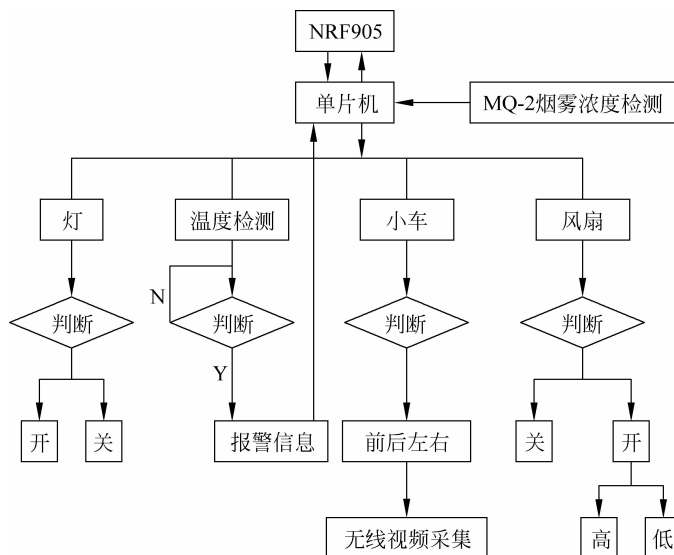 NRF905
单片机
MQ-2烟雾浓度检测
灯
温度检测
小车
风扇
N
判断
判断
判断
判断
Y
开
关
报警信息
前后左右
关
开
无线视频采集
高
低